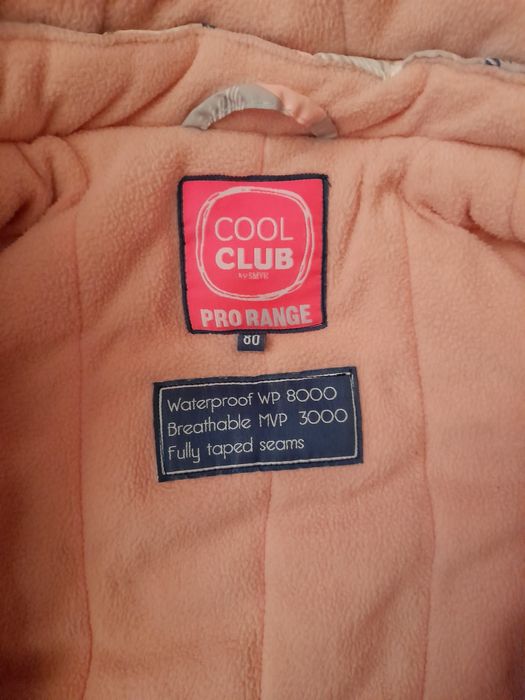 COOL
CLUB
by SMYK
PRO RANGE
80
Waterproof WP 8000
Breathable MVP 3000
Fully taped seams